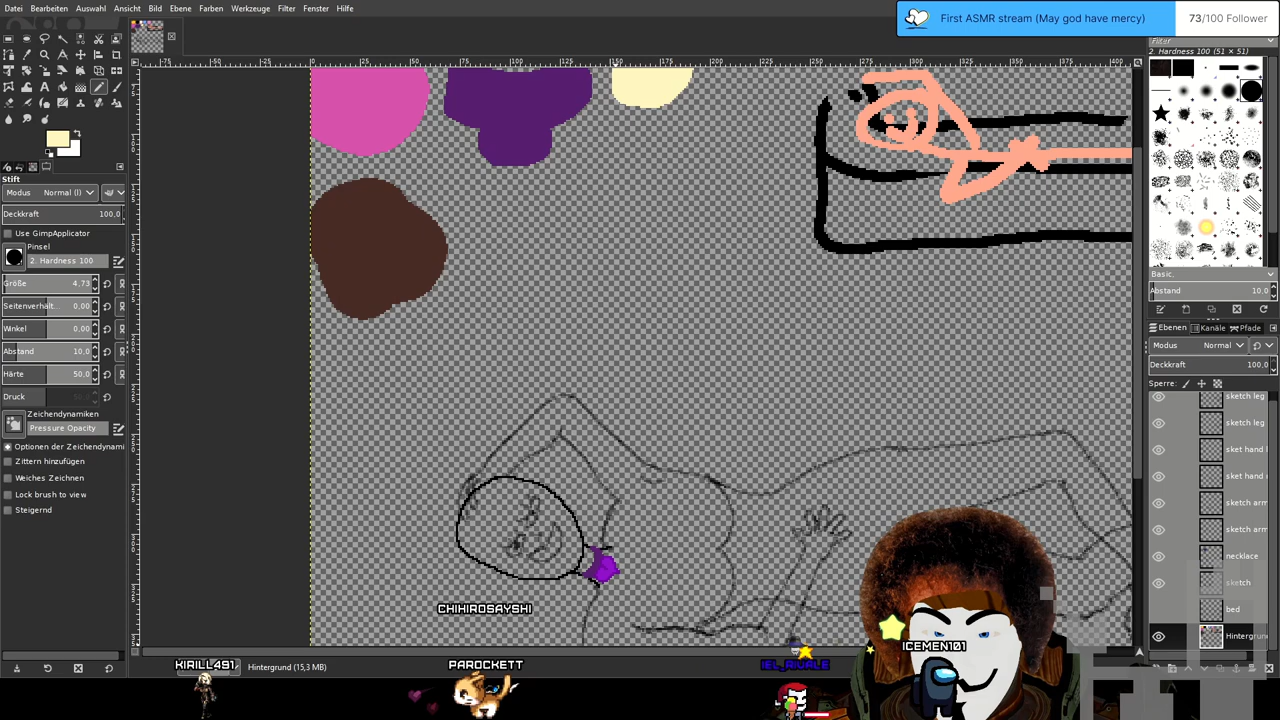 Datei Bearbeiten Auswahl Ansicht Bild Ebene Farben Werkzeuge Filter Fenster Hilfe
First ASMR stream (May god have mercy)
73/100 Follower
Filter
2. Hardness 100 (51 × 51)
Stift
Modus Normal (l)
Deckkraft 100,0
Use GimpApplicator
Pinsel
2. Hardness 100
Größe 4,73
Seitenverhält... 0,00
Winkel 0,00
Abstand 10,0
Härte 50,0
Druck
Zeichendynamiken
Pressure Opacity
Optionen der Zeichendynami
Zittern hinzufügen
Weiches Zeichnen
Lock brush to view
Steigernd
Basic,
Abstand 10,0
Ebenen Kanäle Pfade
Modus Normal
Deckkraft 100,0
Sperre:
sketch leg
sketch leg
sket hand l
sket hand
sketch arm
sketch arm
necklace
sketch
bed
Hintergrund
CHIHIROSAYSHI
ICEMEN101
KIRILL491
Hintergrund (15,3 MB)
PAROCKETT
IEL_RIVALE